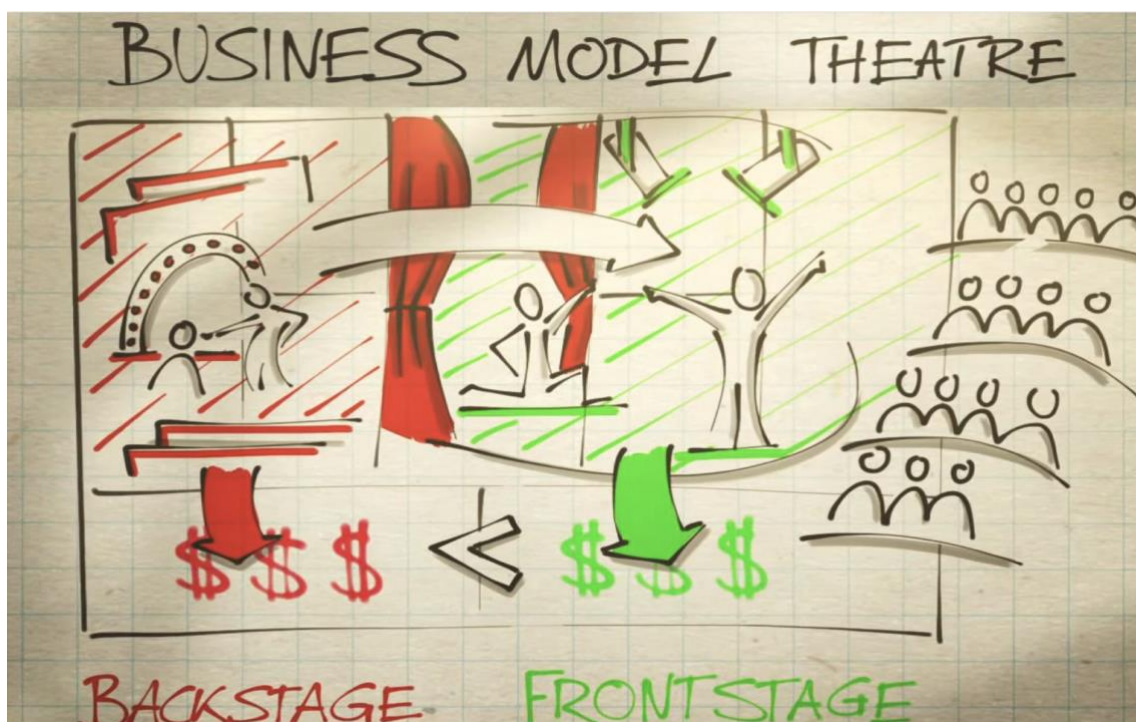 BUSINESS MODEL THEATRE
$ $ $ < $ $ $
BACKSTAGE FRONTSTAGE